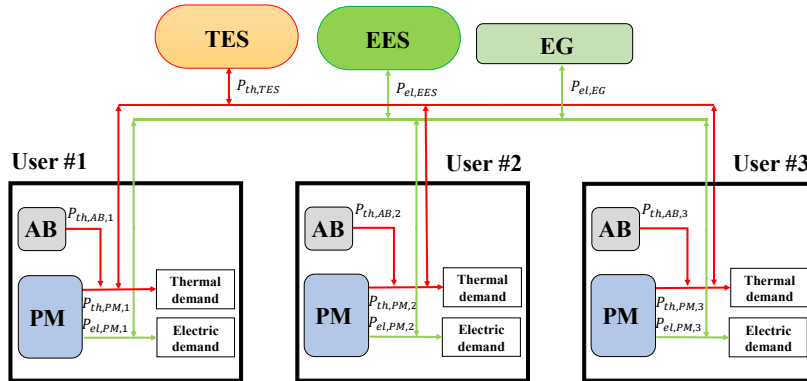 TES
EES
EG
P_{th,TES}
P_{el,EES}
P_{el,EG}
User #1
User #2
User #3
AB
P_{th,AB,1}
PM
P_{th,PM,1}
P_{el,PM,1}
Thermal
demand
Electric
demand
AB
P_{th,AB,2}
PM
P_{th,PM,2}
P_{el,PM,2}
Thermal
demand
Electric
demand
AB
P_{th,AB,3}
PM
P_{th,PM,3}
P_{el,PM,3}
Thermal
demand
Electric
demand